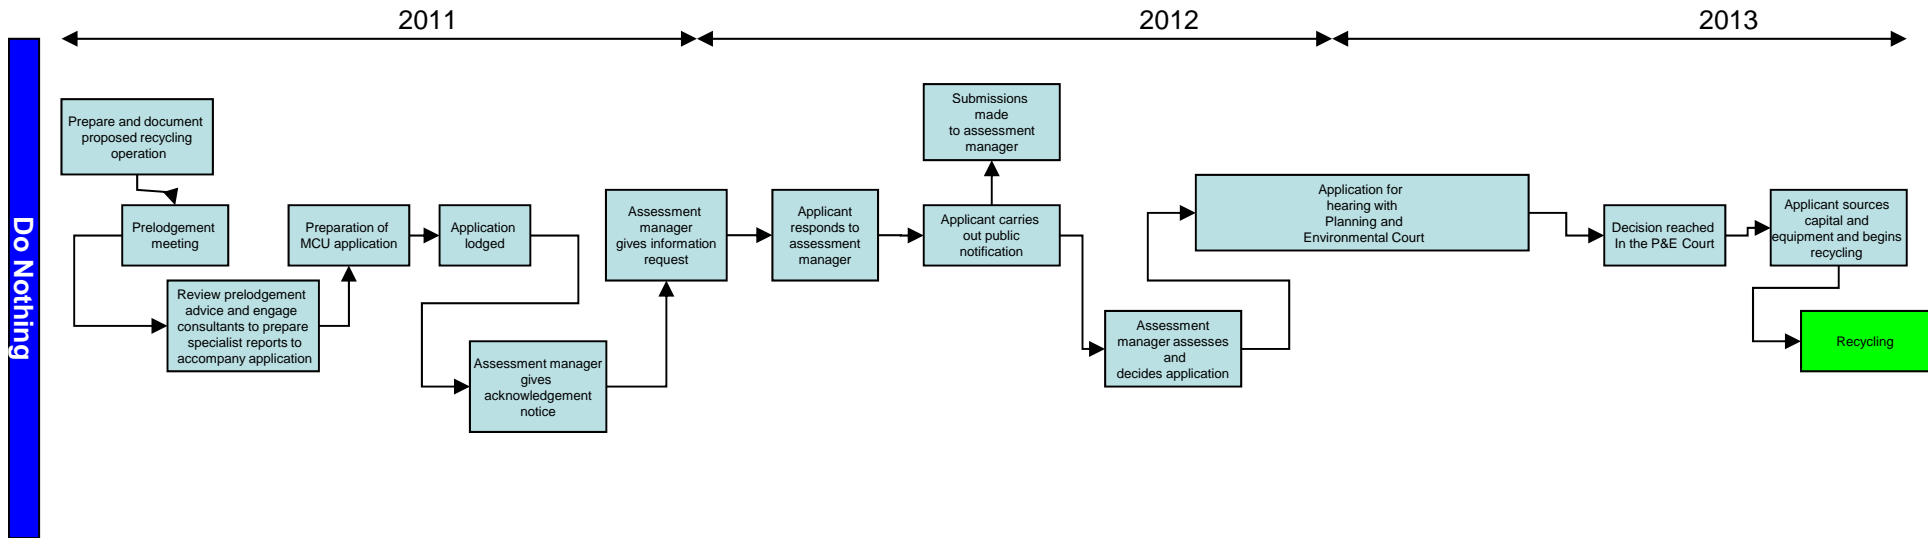 2011
2012
2013
Do Nothing
Prepare and document
proposed recycling
operation
Prelodgement
meeting
Review prelodgement
advice and engage
consultants to prepare
specialist reports to
accompany application
Preparation of
MCU application
Application
lodged
Assessment manager
gives
acknowledgement
notice
Assessment
manager
gives information
request
Applicant
responds to
assessment
manager
Submissions
made
to assessment
manager
Applicant carries
out public
notification
Assessment
manager assesses
and
decides application
Application for
hearing with
Planning and
Environmental Court
Decision reached
In the P&E Court
Applicant sources
capital and
equipment and begins
recycling
Recycling